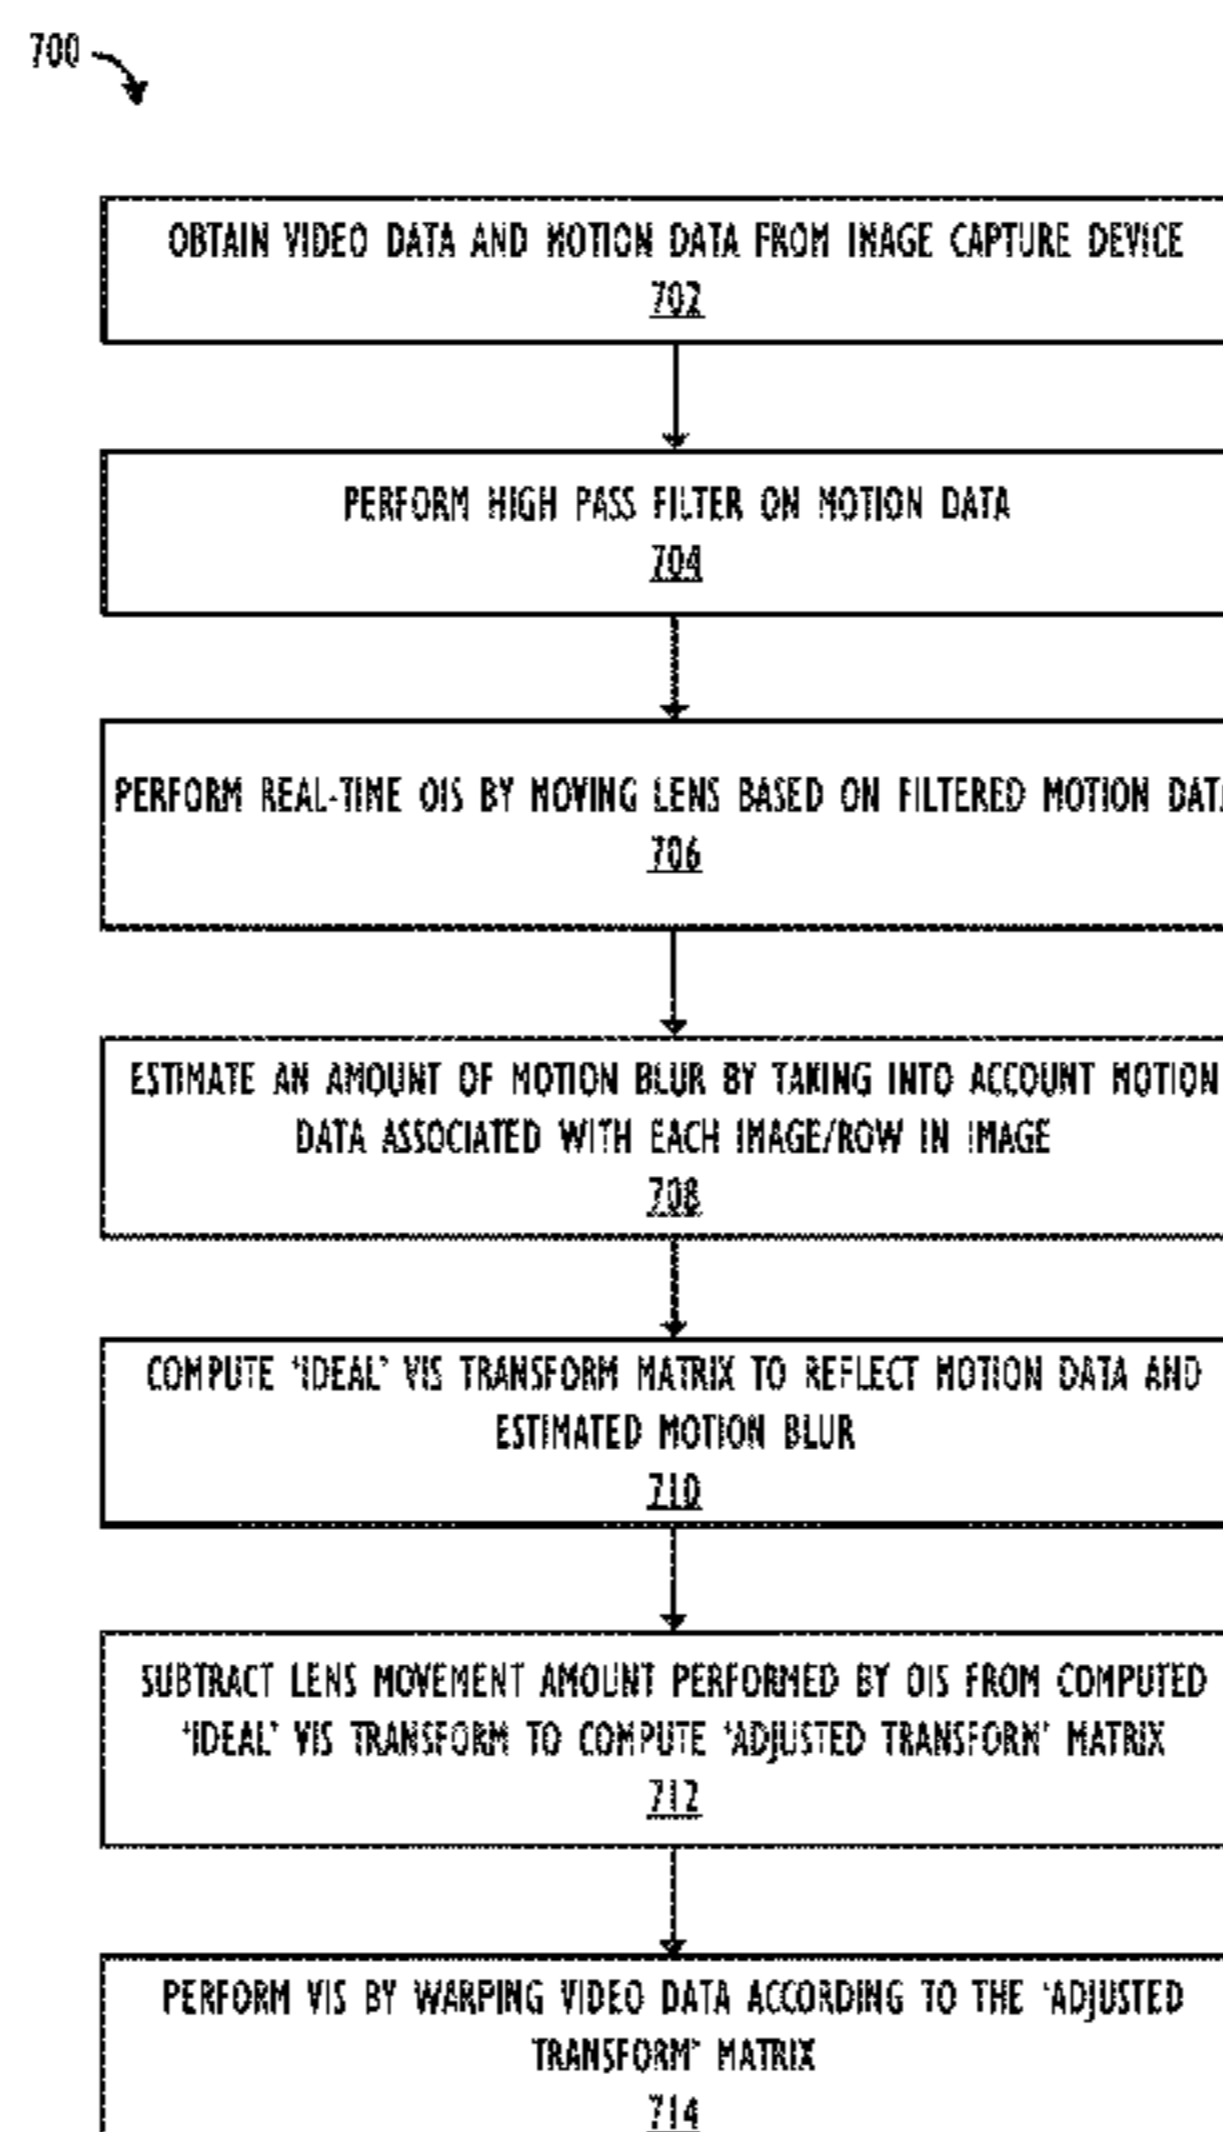 700
OBTAIN VIDEO DATA AND MOTION DATA FROM IMAGE CAPTURE DEVICE
702
PERFORM HIGH PASS FILTER ON MOTION DATA
704
PERFORM REAL-TIME OIS BY MOVING LENS BASED ON FILTERED MOTION DATA
706
ESTIMATE AN AMOUNT OF MOTION BLUR BY TAKING INTO ACCOUNT MOTION
DATA ASSOCIATED WITH EACH IMAGE/ROW IN IMAGE
708
COMPUTE 'IDEAL' VIS TRANSFORM MATRIX TO REFLECT MOTION DATA AND
ESTIMATED MOTION BLUR
710
SUBTRACT LENS MOVEMENT AMOUNT PERFORMED BY OIS FROM COMPUTED
'IDEAL' VIS TRANSFORM TO COMPUTE 'ADJUSTED TRANSFORM' MATRIX
712
PERFORM VIS BY WARPING VIDEO DATA ACCORDING TO THE 'ADJUSTED
TRANSFORM' MATRIX
714